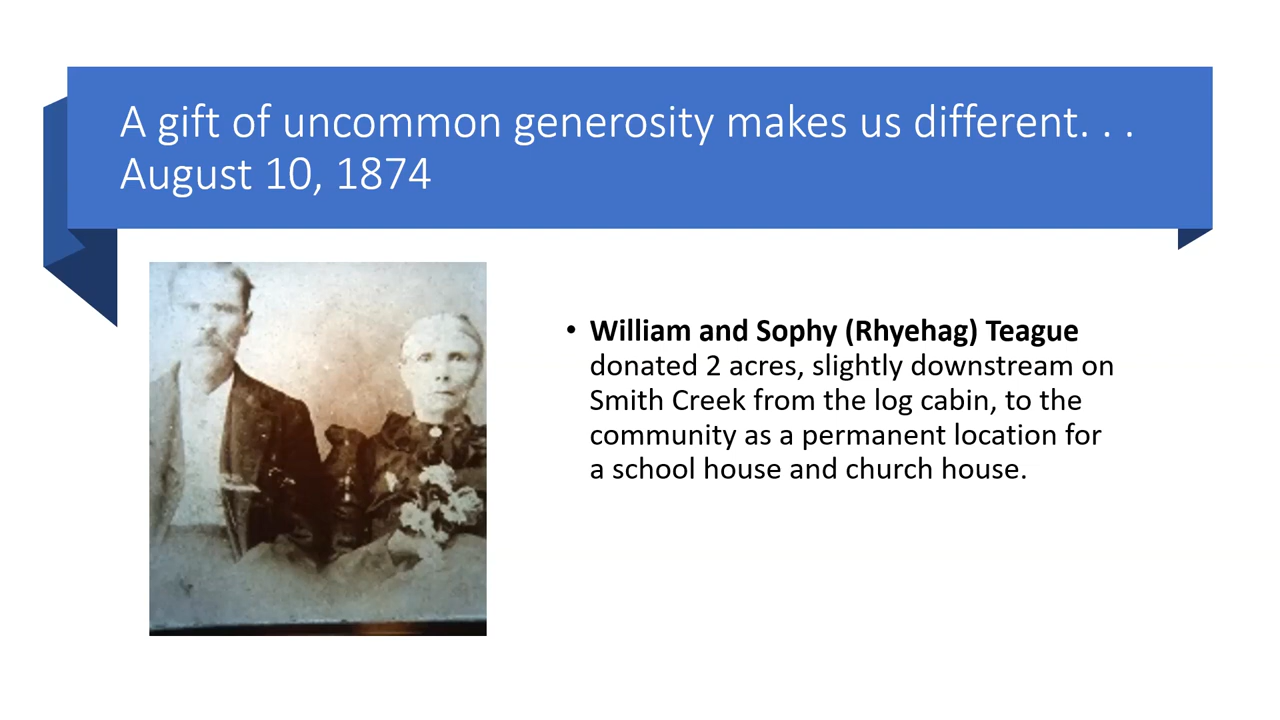 A gift of uncommon generosity makes us different. . .
August 10, 1874
• William and Sophy (Rhyehag) Teague
donated 2 acres, slightly downstream on
Smith Creek from the log cabin, to the
community as a permanent location for
a school house and church house.